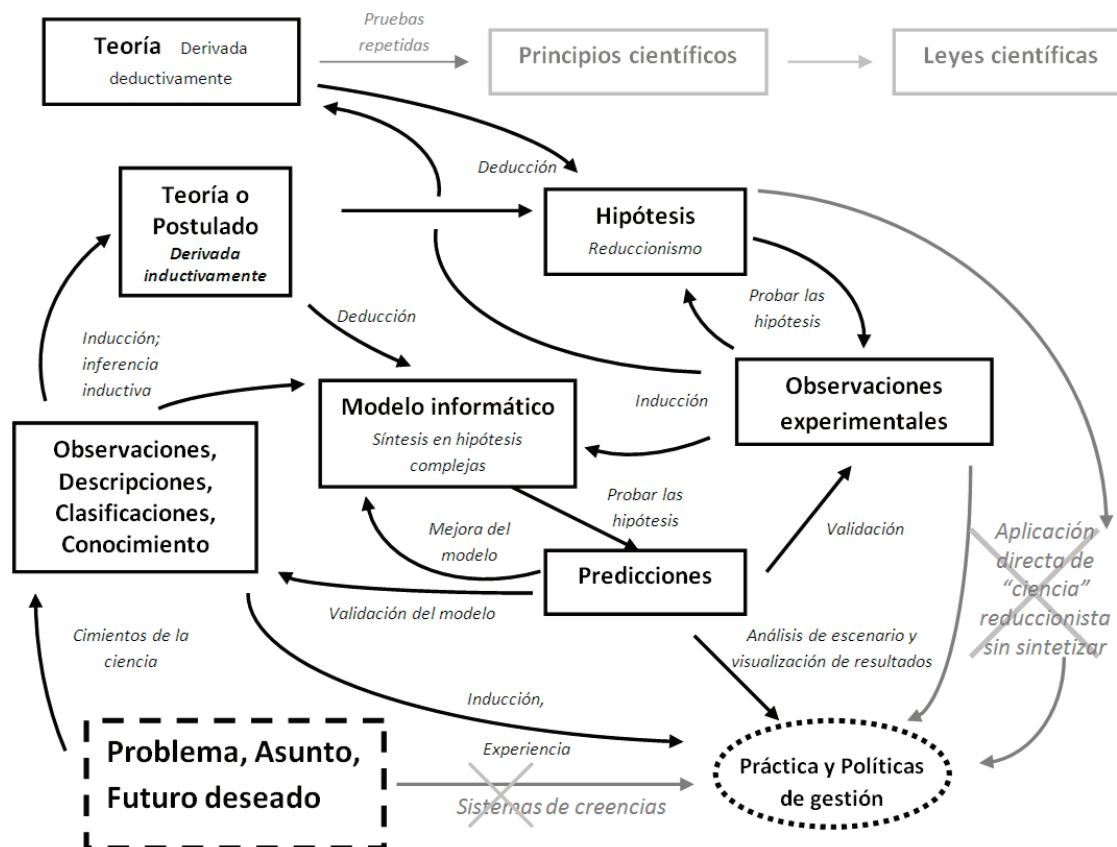 Teoría Derivada
deductivamente
Pruebas
repetidas
Principios científicos
Leyes científicas
Deducción
Teoría o
Postulado
Derivada
inductivamente
Hipótesis
Reduccionismo
Probar las
hipótesis
Inducción;
inferencia
inductiva
Deducción
Modelo informático
Síntesis en hipótesis
complejas
Inducción
Observaciones
experimentales
Observaciones,
Descripciones,
Clasificaciones,
Conocimiento
Probar las
hipótesis
Mejora del
modelo
Predicciones
Validación
Aplicación
directa de
“ciencia”
reduccionista
sin sintetizar
Validación del modelo
Cimientos de la
ciencia
Análisis de escenario y
visualización de resultados
Inducción,
Experiencia
Problema, Asunto,
Futuro deseado
Sistemas de creencias
Práctica y Políticas
de gestión